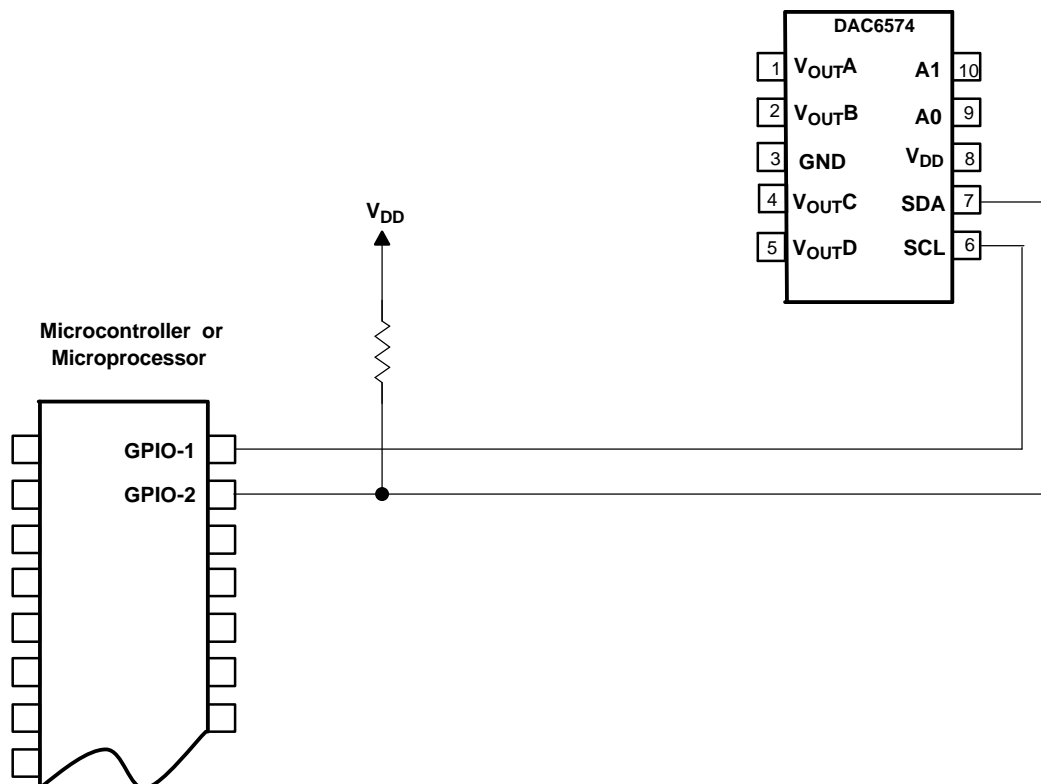 DAC6574
1 VOUTA A1 10
2 VOUTB A0 9
3 GND VDD 8
4 VOUTC SDA 7
5 VOUTD SCL 6
VDD
Microcontroller or
Microprocessor
GPIO-1
GPIO-2